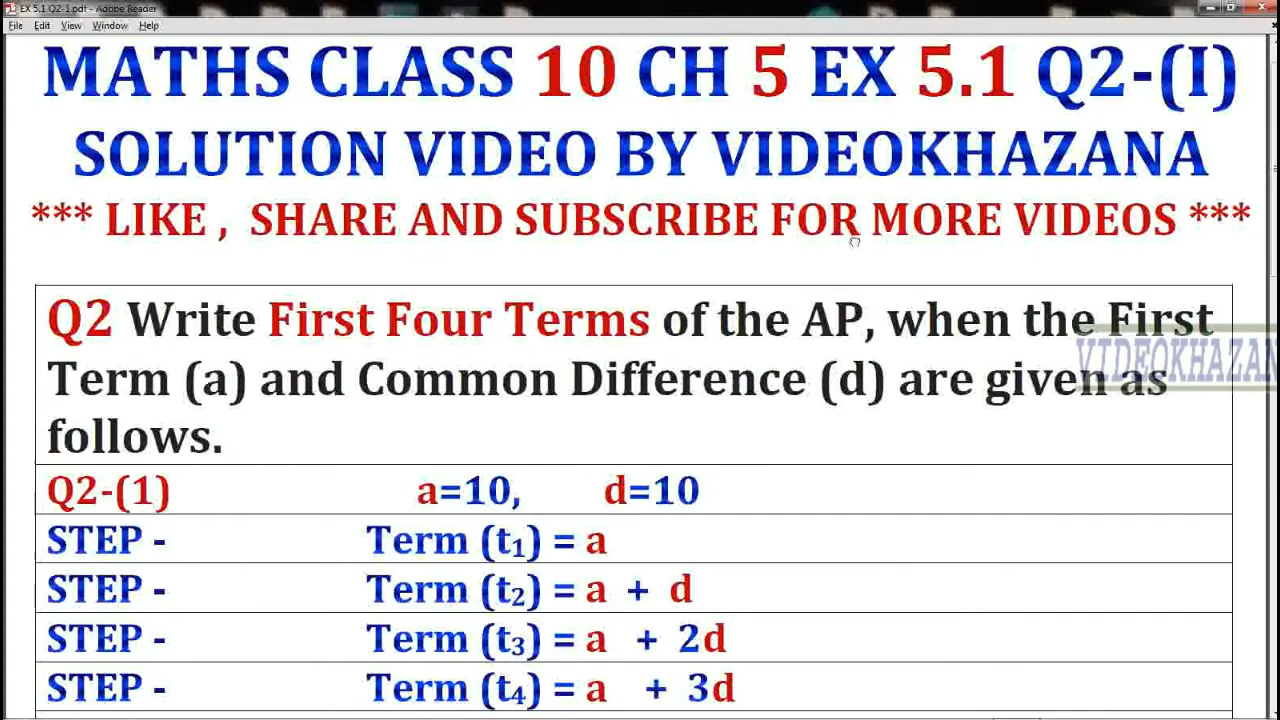 EX 5.1 Q2-1.pdf - Adobe Reader
File Edit View Window Help
MATHS CLASS 10 CH 5 EX 5.1 Q2-(I)
SOLUTION VIDEO BY VIDEOKHAZANA
*** LIKE , SHARE AND SUBSCRIBE FOR MORE VIDEOS ***
Q2 Write First Four Terms of the AP, when the First
Term (a) and Common Difference (d) are given as
follows.
VIDEOKHAZAN
Q2-(1) a=10, d=10
STEP - Term (t₁) = a
STEP - Term (t₂) = a + d
STEP - Term (t₃) = a + 2d
STEP - Term (t₄) = a + 3d